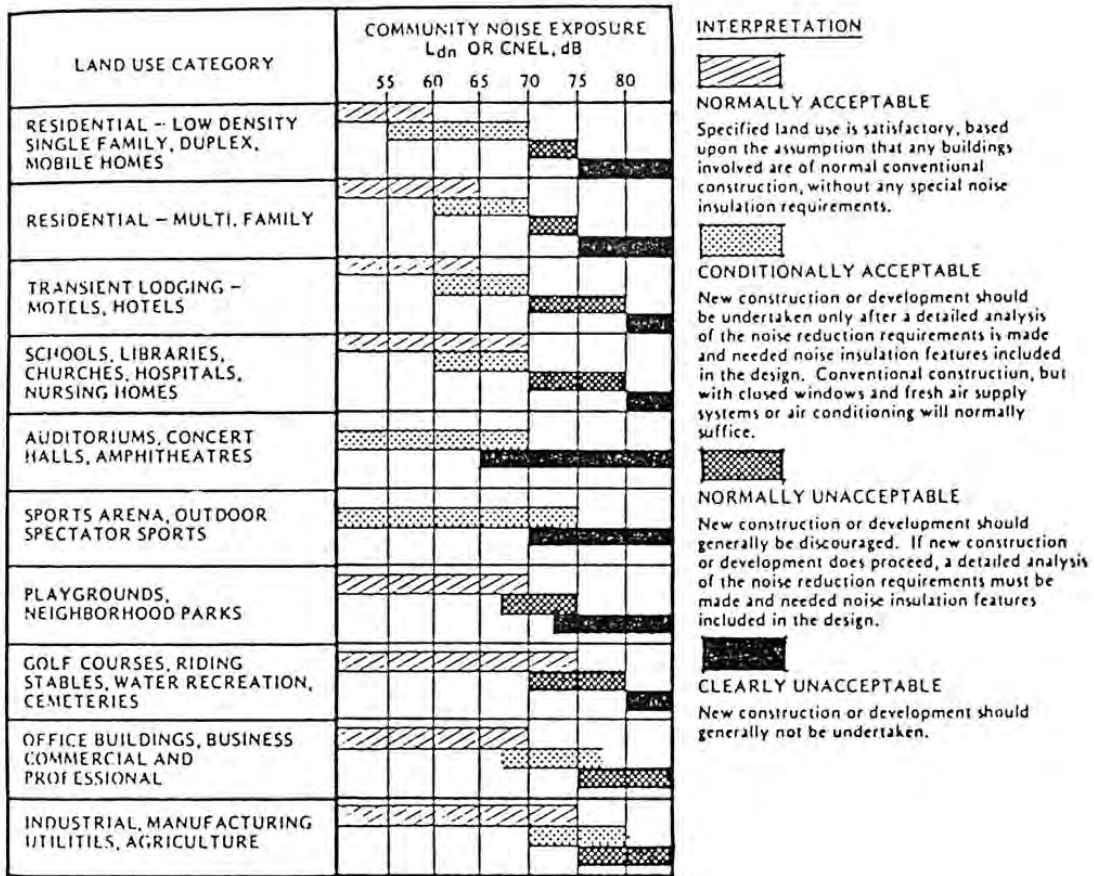 LAND USE CATEGORY
COMMUNITY NOISE EXPOSURE
Ldn OR CNEL, dB
55 60 65 70 75 80
RESIDENTIAL – LOW DENSITY
SINGLE FAMILY, DUPLEX,
MOBILE HOMES
RESIDENTIAL – MULTI. FAMILY
TRANSIENT LODGING –
MOTELS, HOTELS
SCHOOLS, LIBRARIES,
CHURCHES, HOSPITALS,
NURSING HOMES
AUDITORIUMS, CONCERT
HALLS, AMPHITHEATRES
SPORTS ARENA, OUTDOOR
SPECTATOR SPORTS
PLAYGROUNDS,
NEIGHBORHOOD PARKS
GOLF COURSES, RIDING
STABLES, WATER RECREATION,
CEMETERIES
OFFICE BUILDINGS, BUSINESS
COMMERCIAL AND
PROFESSIONAL
INDUSTRIAL, MANUFACTURING
UTILITIES, AGRICULTURE
INTERPRETATION
NORMALLY ACCEPTABLE
Specified land use is satisfactory, based
upon the assumption that any buildings
involved are of normal conventional
construction, without any special noise
insulation requirements.
CONDITIONALLY ACCEPTABLE
New construction or development should
be undertaken only after a detailed analysis
of the noise reduction requirements is made
and needed noise insulation features included
in the design. Conventional construction, but
with closed windows and fresh air supply
systems or air conditioning will normally
suffice.
NORMALLY UNACCEPTABLE
New construction or development should
generally be discouraged. If new construction
or development does proceed, a detailed analysis
of the noise reduction requirements must be
made and needed noise insulation features
included in the design.
CLEARLY UNACCEPTABLE
New construction or development should
generally not be undertaken.